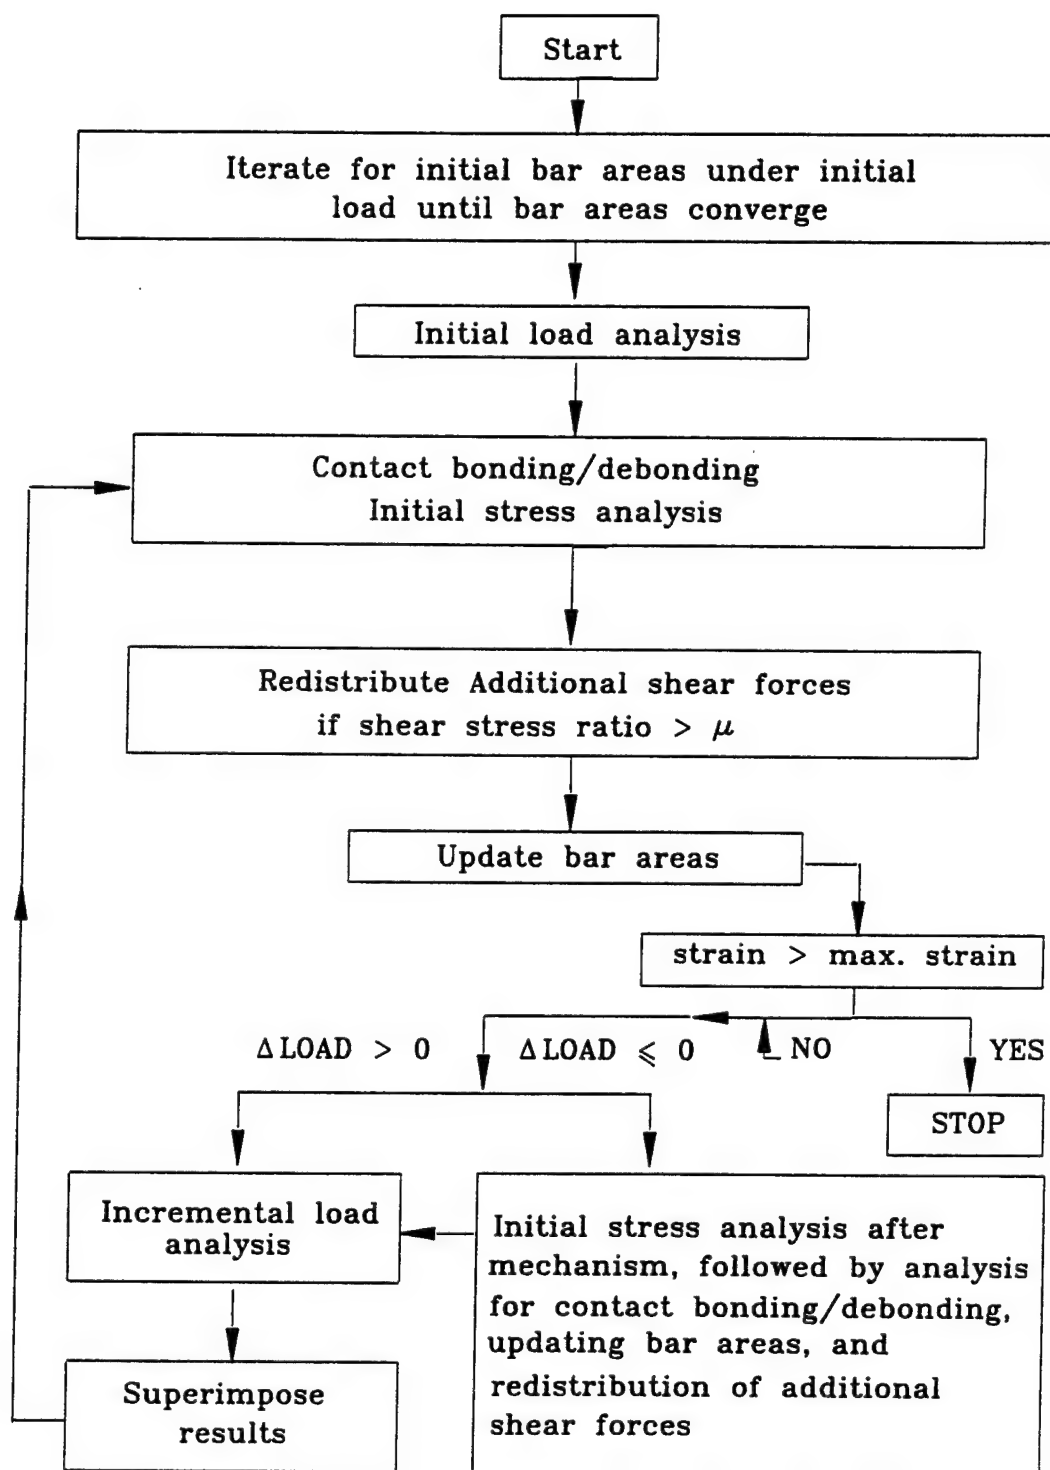 Start
Iterate for initial bar areas under initial
load until bar areas converge
Initial load analysis
Contact bonding/debonding
Initial stress analysis
Redistribute Additional shear forces
if shear stress ratio > μ
Update bar areas
strain > max. strain
ΔLOAD > 0
ΔLOAD ⩽ 0
NO
YES
STOP
Incremental load
analysis
Initial stress analysis after
mechanism, followed by analysis
for contact bonding/debonding,
updating bar areas, and
redistribution of additional
shear forces
Superimpose
results